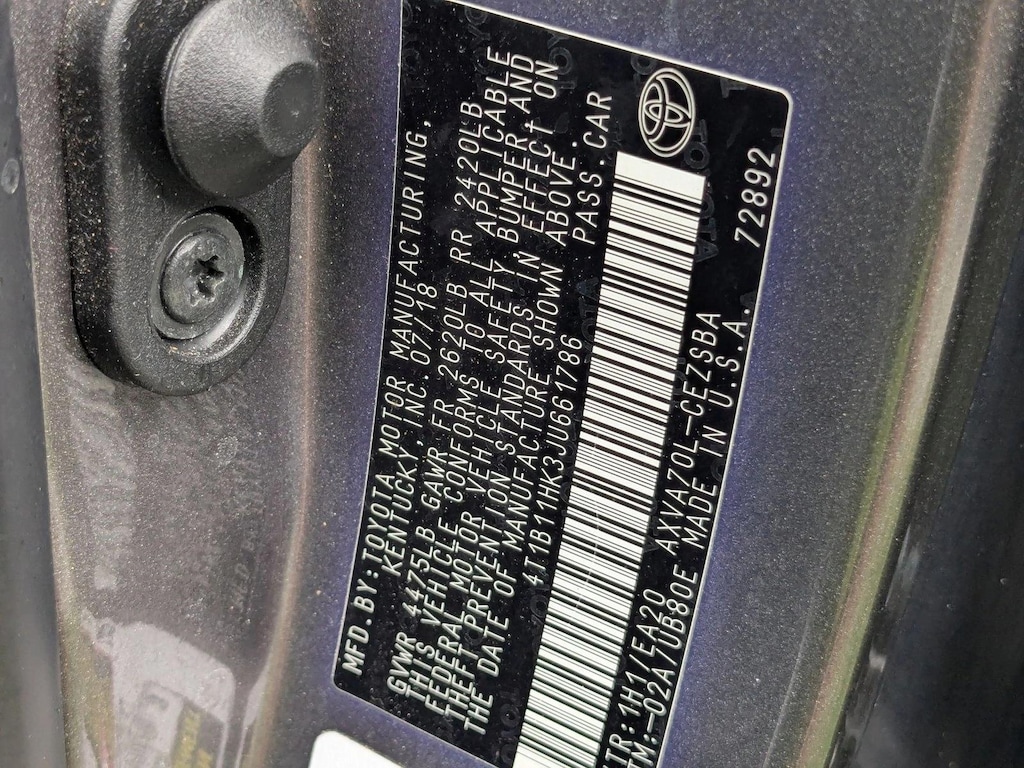 MFD.BY:TOYOTA MOTOR MANUFACTURING,
KENTUCKY, INC. 07/18
GVWR 4475LB GAWR FR 2620LB RR 2420LB
THIS VEHICLE CONFORMS TO ALL APPLICABLE
FEDERAL MOTOR VEHICLE SAFETY, BUMPER, AND
THEFT PREVENTION STANDARDS IN EFFECT ON
THE DATE OF MANUFACTURE SHOWN ABOVE.
4T1B11HK3JU661786 PASS.CAR
TR:1H1/EA20 AXVA70L-CEZSBA
TM:-02A/UB80E MADE IN U.S.A. 72892